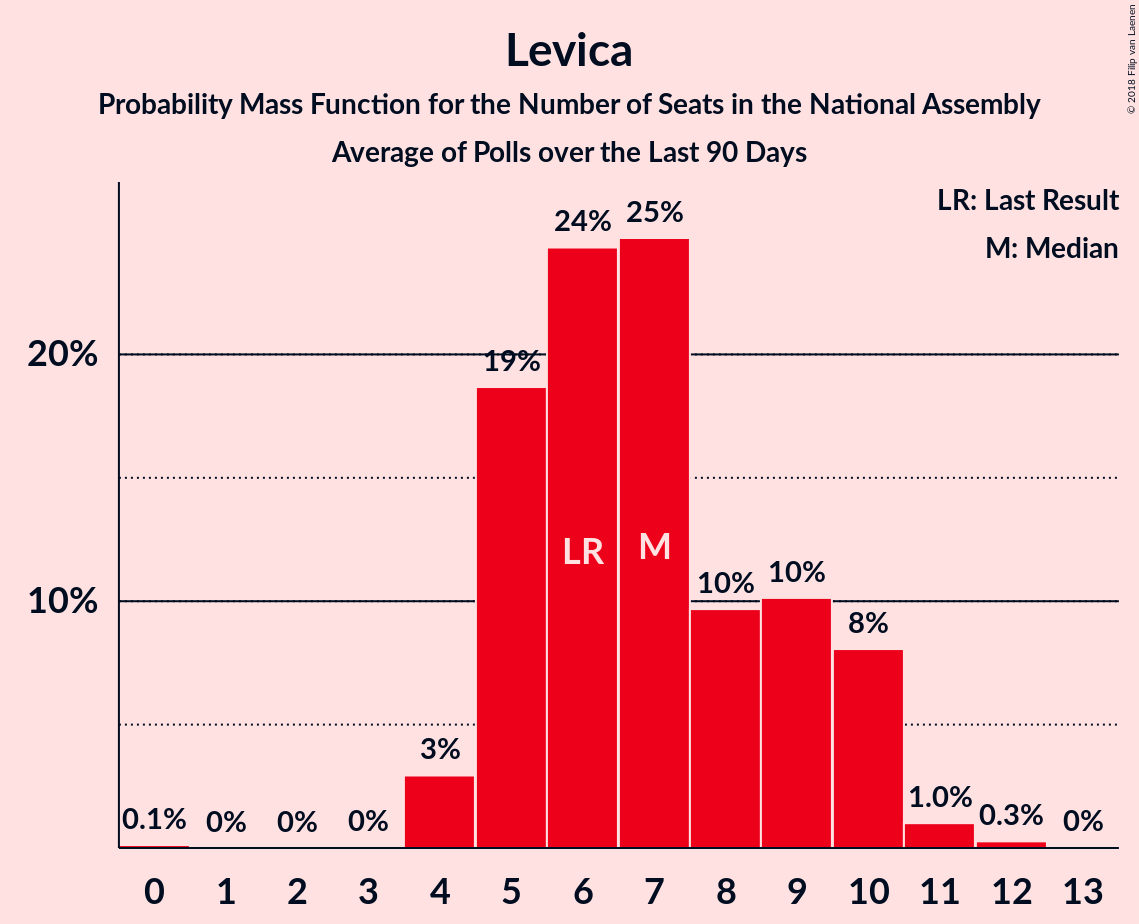 Levica
Probability Mass Function for the Number of Seats in the National Assembly
Average of Polls over the Last 90 Days
© 2018 Filip van Laenen
LR: Last Result
M: Median
20%
10%
0.1%
0%
0%
0%
3%
19%
24%
25%
10%
10%
8%
1.0%
0.3%
0%
LR
M
0 1 2 3 4 5 6 7 8 9 10 11 12 13